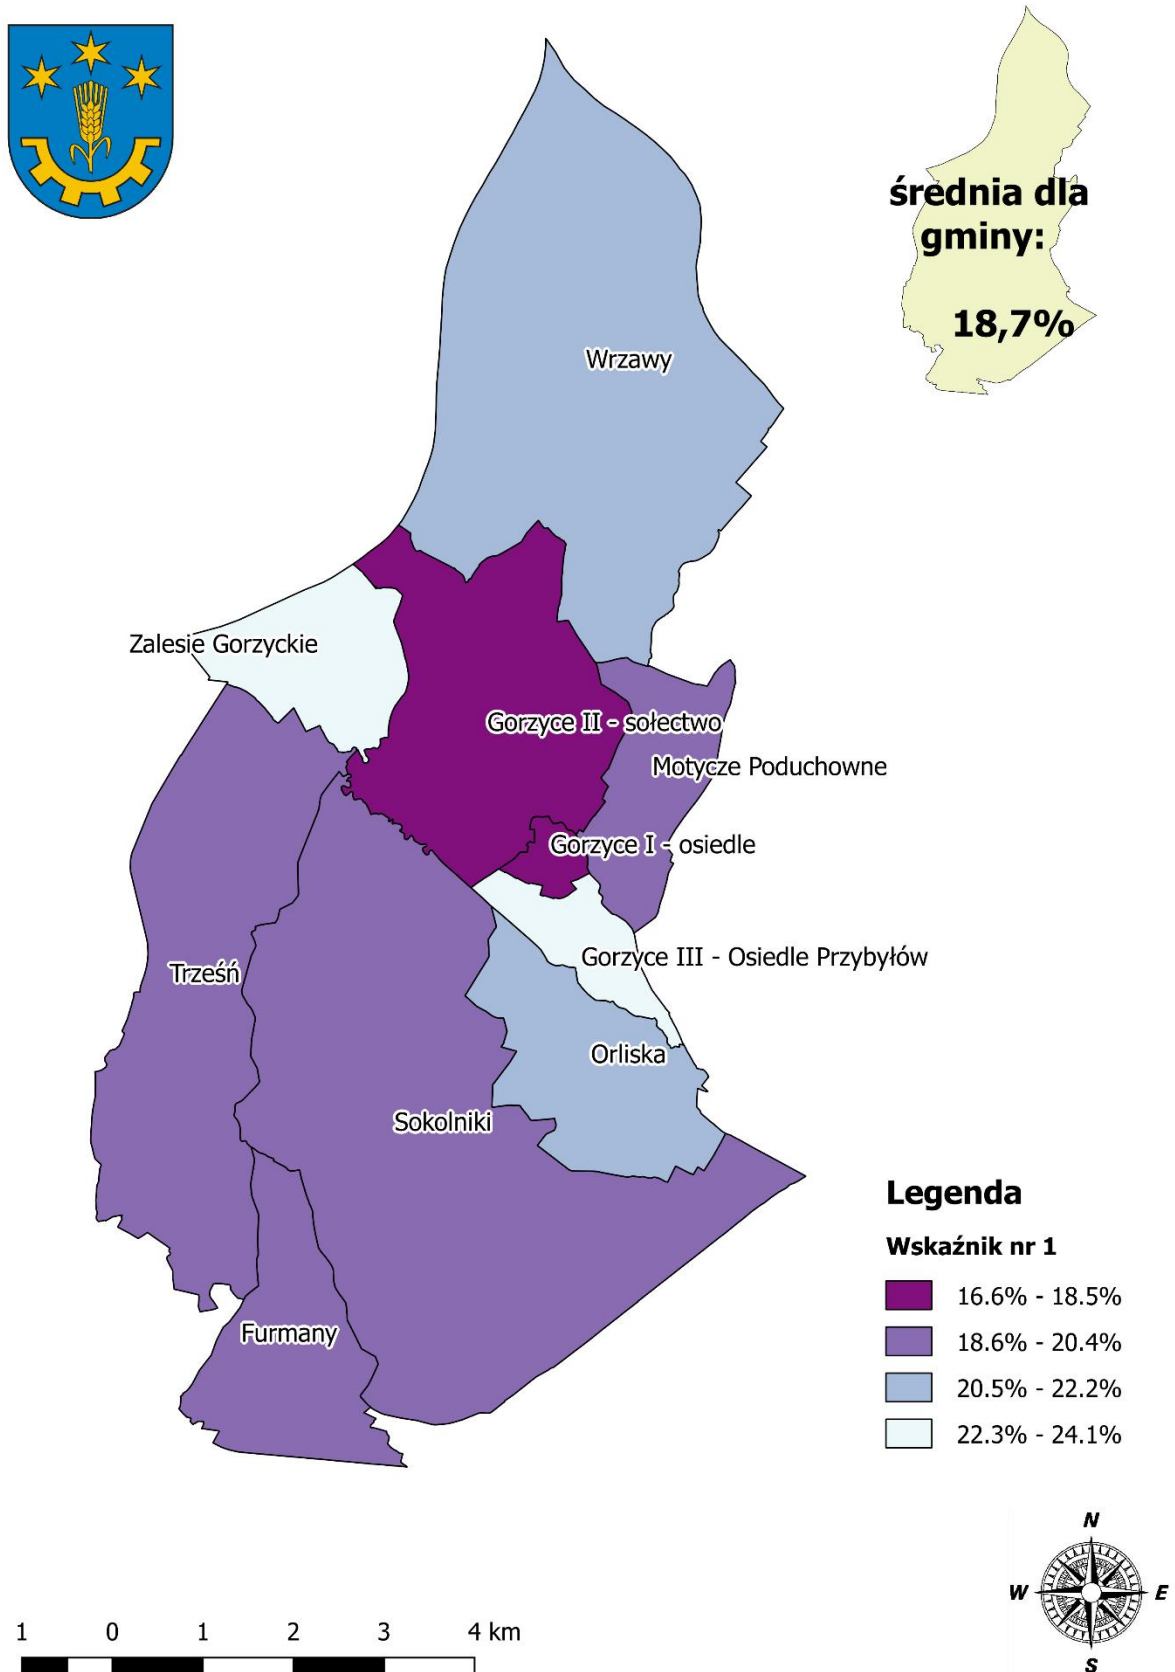 średnia dla
gminy:
18,7%
Wrzawy
Zalesie Gorzyckie
Gorzyce II - sołectwo
Motycze Poduchowne
Gorzyce I - osiedle
Gorzyce III - Osiedle Przybyłów
Trześń
Orliska
Sokolniki
Furmany
Legenda
Wskaźnik nr 1
16.6% - 18.5%
18.6% - 20.4%
20.5% - 22.2%
22.3% - 24.1%
N
W E
S
1 0 1 2 3 4 km